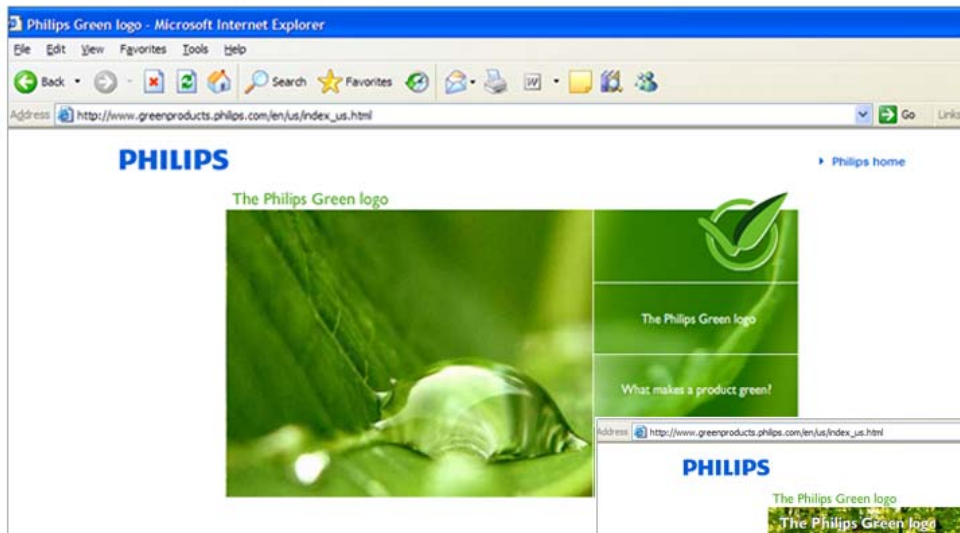 Philips Green logo - Microsoft Internet Explorer
File Edit View Favorites Tools Help
Back Search Favorites
Address http://www.greenproducts.philips.com/en/us/index_us.html Go Links
PHILIPS
Philips home
The Philips Green logo
The Philips Green logo
What makes a product green?
Address http://www.greenproducts.philips.com/en/us/index_us.html
PHILIPS
The Philips Green logo
The Philips Green logo